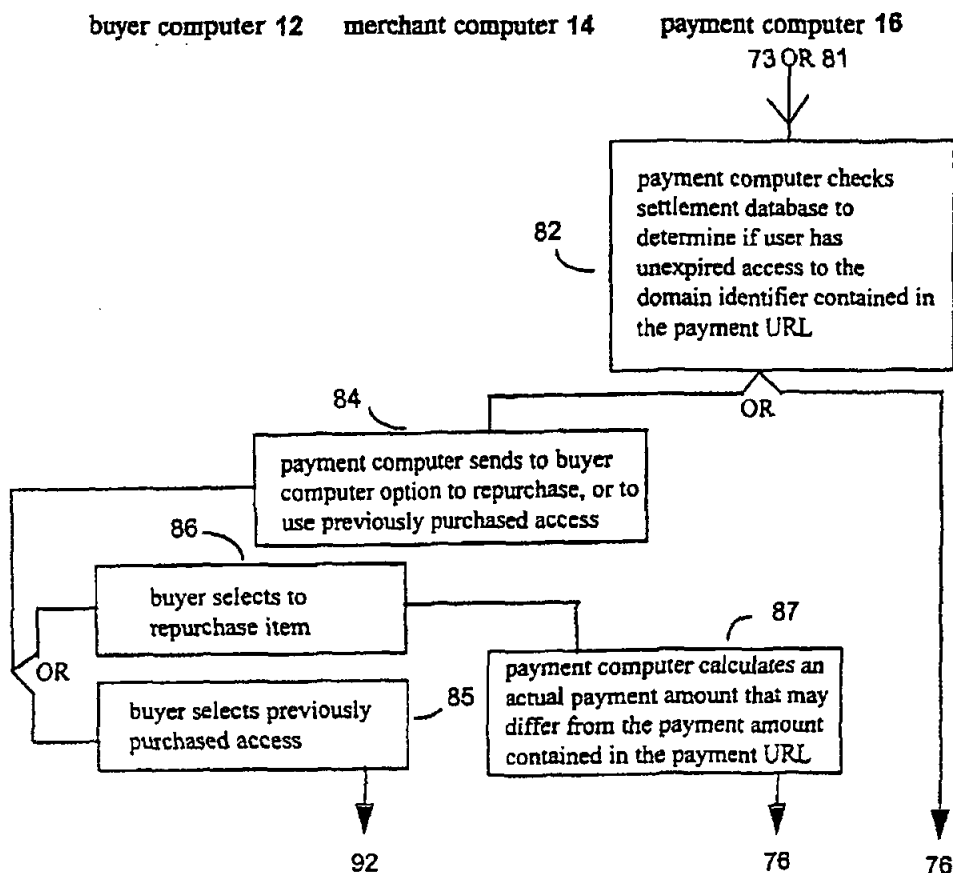 buyer computer 12 merchant computer 14 payment computer 16
73 OR 81
payment computer checks
settlement database to
determine if user has
unexpired access to the
domain identifier contained in
the payment URL
82
OR
84
payment computer sends to buyer
computer option to repurchase, or to
use previously purchased access
86
buyer selects to
repurchase item
OR
87
payment computer calculates an
actual payment amount that may
differ from the payment amount
contained in the payment URL
buyer selects previously
purchased access
85
92
76
76